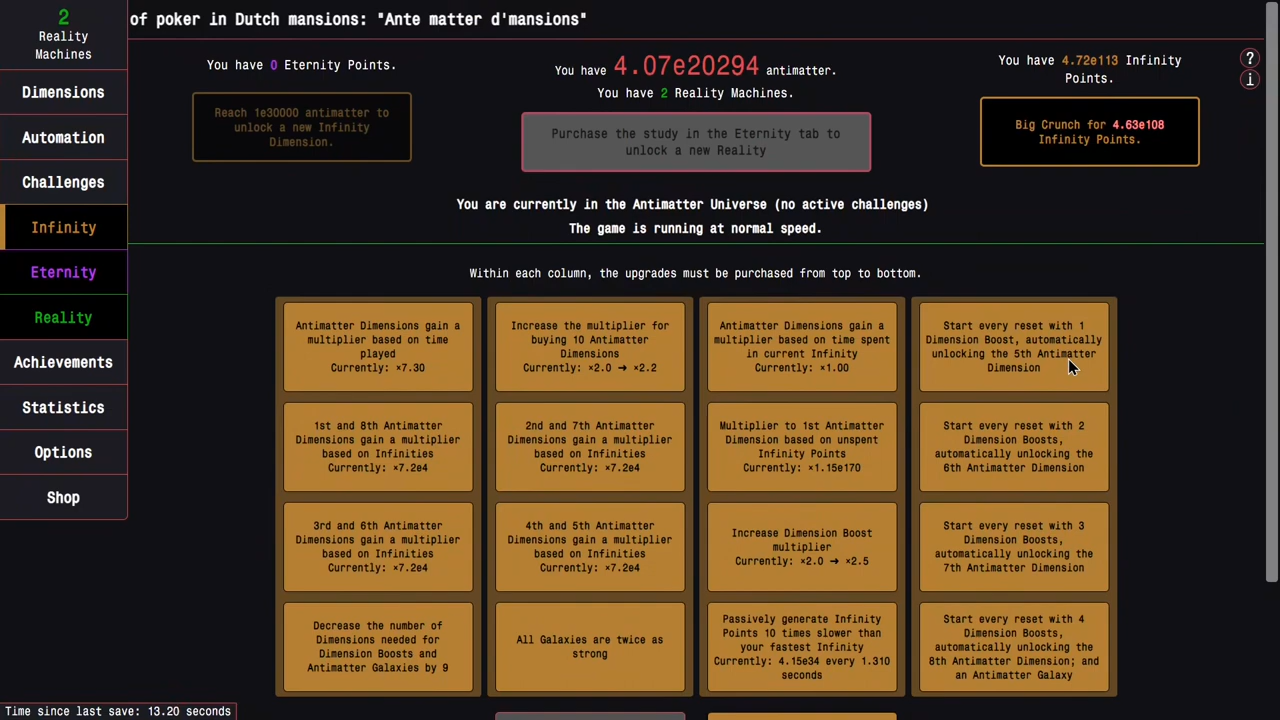 2
Reality
Machines
Dimensions
Automation
Challenges
Infinity
Eternity
Reality
Achievements
Statistics
Options
Shop
of poker in Dutch mansions: "Ante matter d'mansions"
You have 0 Eternity Points.
Reach 1e30000 antimatter to
unlock a new Infinity
Dimension.
You have 4.07e20294 antimatter.
You have 2 Reality Machines.
Purchase the study in the Eternity tab to
unlock a new Reality
You have 4.72e113 Infinity
Points.
Big Crunch for 4.63e108
Infinity Points.
?
i
You are currently in the Antimatter Universe (no active challenges)
The game is running at normal speed.
Within each column, the upgrades must be purchased from top to bottom.
Antimatter Dimensions gain a
multiplier based on time
played
Currently: ×7.30
Increase the multiplier for
buying 10 Antimatter
Dimensions
Currently: ×2.0 → ×2.2
Antimatter Dimensions gain a
multiplier based on time spent
in current Infinity
Currently: ×1.00
Start every reset with 1
Dimension Boost, automatically
unlocking the 5th Antimatter
Dimension
1st and 8th Antimatter
Dimensions gain a multiplier
based on Infinities
Currently: ×7.2e4
2nd and 7th Antimatter
Dimensions gain a multiplier
based on Infinities
Currently: ×7.2e4
Multiplier to 1st Antimatter
Dimension based on unspent
Infinity Points
Currently: ×1.15e170
Start every reset with 2
Dimension Boosts,
automatically unlocking the
6th Antimatter Dimension
3rd and 6th Antimatter
Dimensions gain a multiplier
based on Infinities
Currently: ×7.2e4
4th and 5th Antimatter
Dimensions gain a multiplier
based on Infinities
Currently: ×7.2e4
Increase Dimension Boost
multiplier
Currently: ×2.0 → ×2.5
Start every reset with 3
Dimension Boosts,
automatically unlocking the
7th Antimatter Dimension
Decrease the number of
Dimensions needed for
Dimension Boosts and
Antimatter Galaxies by 9
All Galaxies are twice as
strong
Passively generate Infinity
Points 10 times slower than
your fastest Infinity
Currently: 4.15e34 every 1.310
seconds
Start every reset with 4
Dimension Boosts,
automatically unlocking the
8th Antimatter Dimension; and
an Antimatter Galaxy
Time since last save: 13.20 seconds